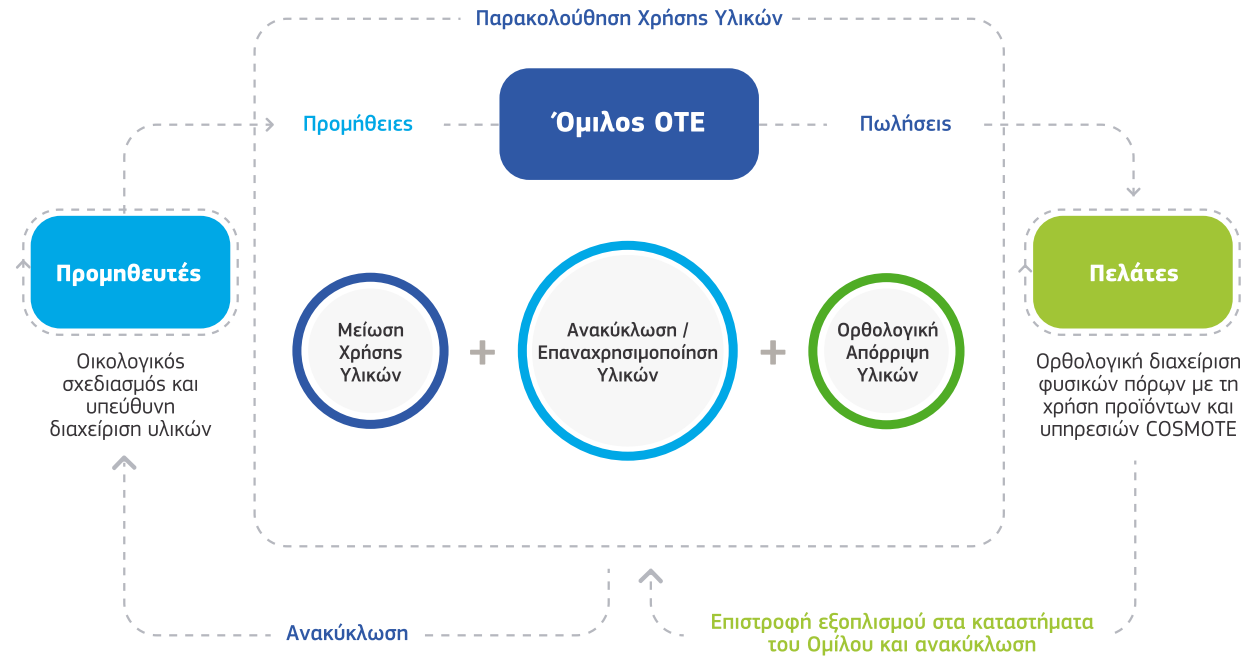 Παρακολούθηση Χρήσης Υλικών
Προμήθειες
Όμιλος ΟΤΕ
Πωλήσεις
Προμηθευτές
Οικολογικός
σχεδιασμός και
υπεύθυνη
διαχείριση υλικών
Μείωση
Χρήσης
Υλικών
+
Ανακύκλωση /
Επαναχρησιμοποίηση
Υλικών
+
Ορθολογική
Απόρριψη
Υλικών
Πελάτες
Ορθολογική διαχείριση
φυσικών πόρων με τη
χρήση προϊόντων και
υπηρεσιών COSMOTE
Ανακύκλωση
Επιστροφή εξοπλισμού στα καταστήματα
του Ομίλου και ανακύκλωση